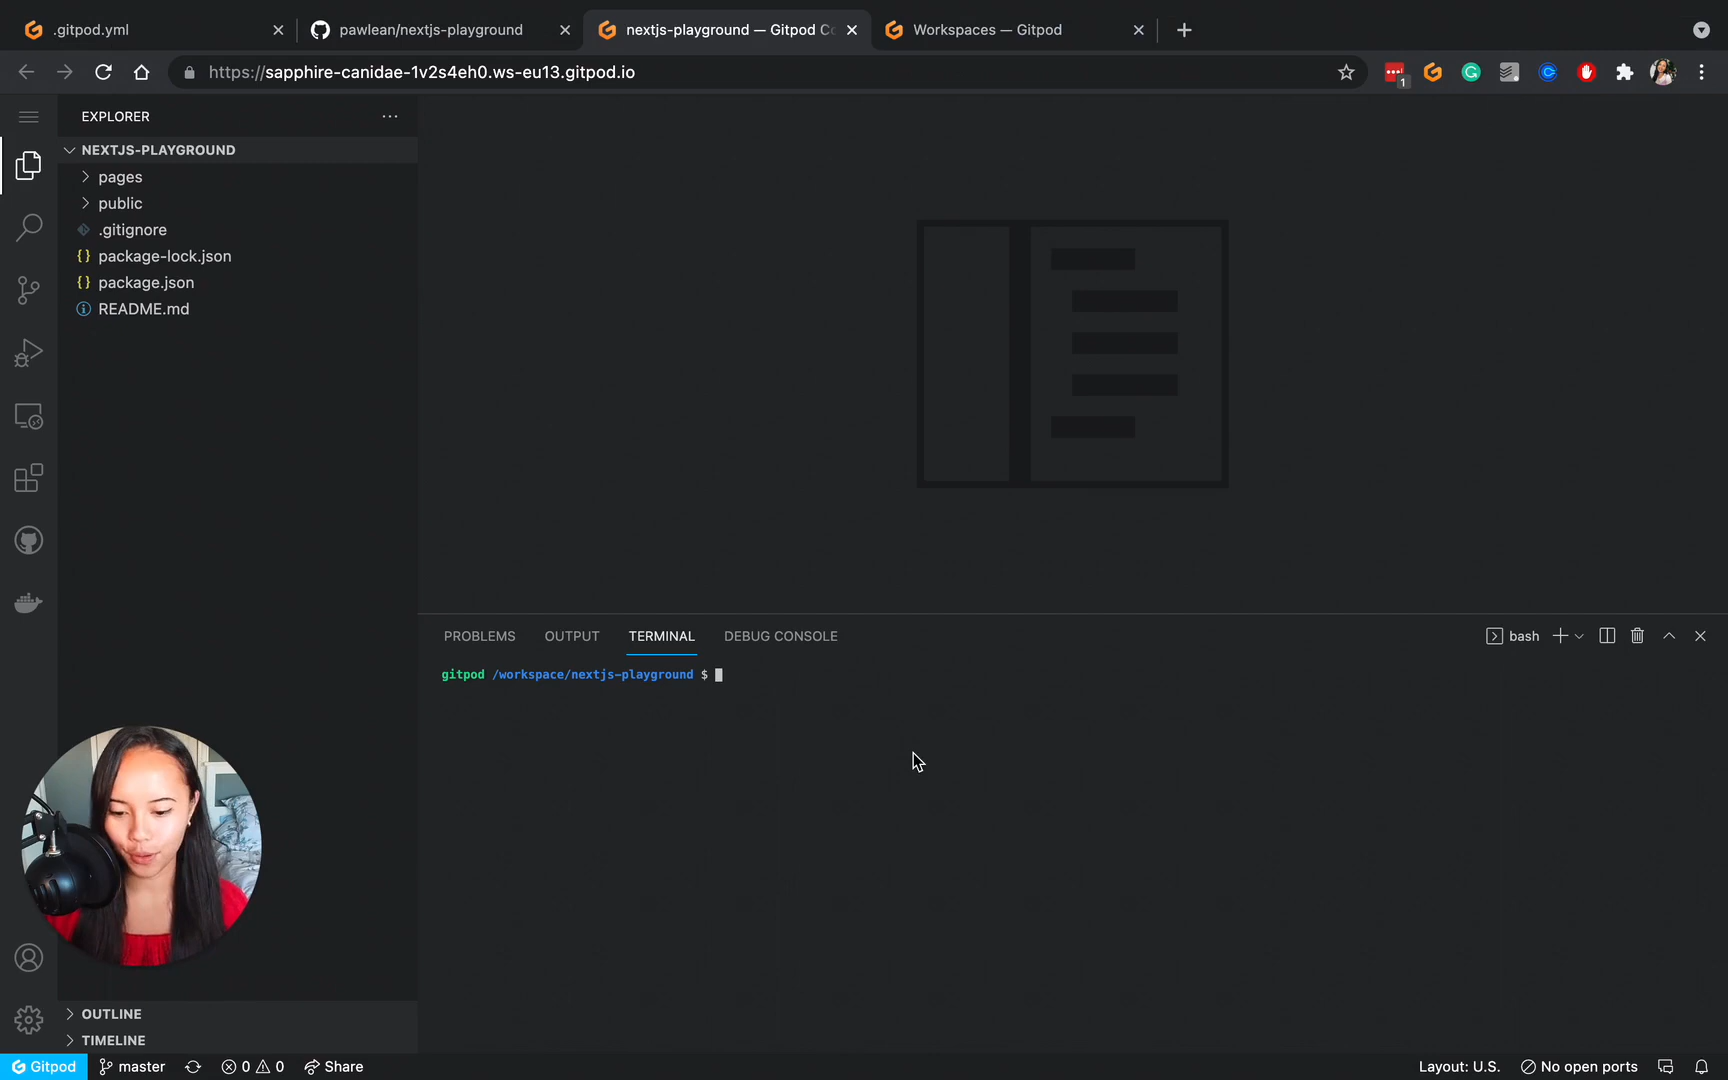 .gitpod.yml
pawlean/nextjs-playground
nextjs-playground — Gitpod Co
Workspaces — Gitpod
https://sapphire-canidae-1v2s4eh0.ws-eu13.gitpod.io
1
EXPLORER
NEXTJS-PLAYGROUND
pages
public
.gitignore
{} package-lock.json
{} package.json
README.md
PROBLEMS OUTPUT TERMINAL DEBUG CONSOLE
bash
gitpod /workspace/nextjs-playground $
OUTLINE
TIMELINE
Gitpod master 0 0 Share
Layout: U.S. No open ports